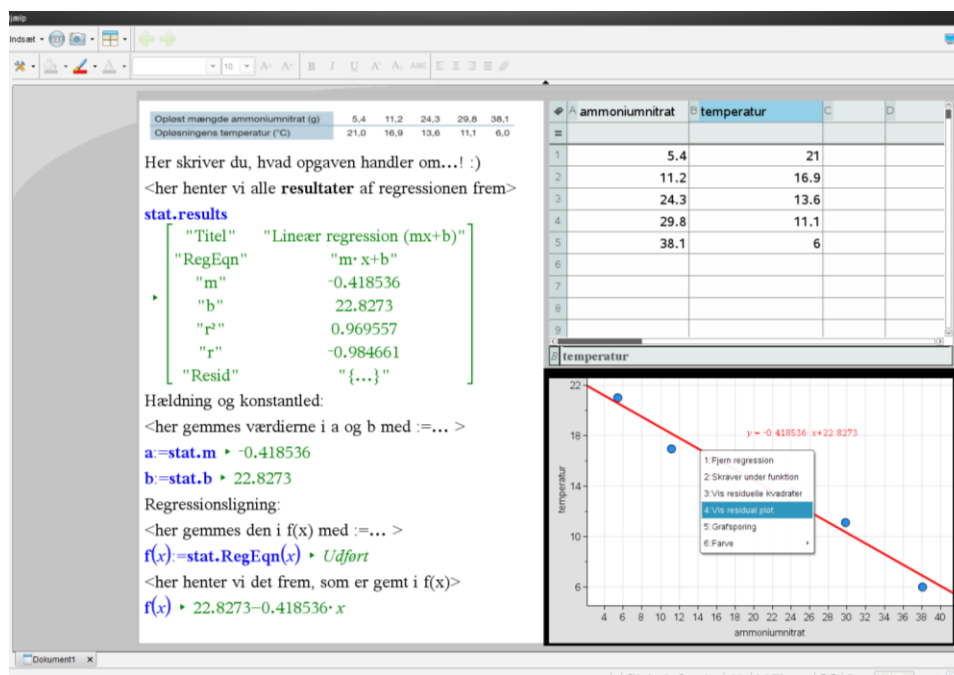 jælp
Indsæt
10
Opløst mængde ammoniumnitrat (g) 5,4 11,2 24,3 29,8 38,1
Opløsningens temperatur (°C) 21,0 16,9 13,6 11,1 6,0
Her skriver du, hvad opgaven handler om...! :)
<her henter vi alle resultater af regressionen frem>
stat.results
"Titel" "Lineær regression (mx+b)"
"RegEqn" "m·x+b"
"m" -0.418536
"b" 22.8273
"r²" 0.969557
"r" -0.984661
"Resid" "{...}"
Hældning og konstantled:
<her gemmes værdierne i a og b med :=... >
a:=stat.m ▸ -0.418536
b:=stat.b ▸ 22.8273
Regressionsligning:
<her gemmes den i f(x) med :=... >
f(x):=stat.RegEqn(x) ▸ Udført
<her henter vi det frem, som er gemt i f(x)>
f(x) ▸ 22.8273-0.418536·x
A ammoniumnitrat B temperatur C D
=
1 5.4 21
2 11.2 16.9
3 24.3 13.6
4 29.8 11.1
5 38.1 6
6
7
8
9
B temperatur
22
18
14
10
6
temperatur
y = -0.418536·x+22.8273
1:Fjern regression
2:Skraver under funktion
3:Vis residuelle kvadrater
4:Vis residual plot
5:Grafsporing
6:Farve
4 6 8 10 12 14 16 18 20 22 24 26 28 30 32 34 36 38 40
ammoniumnitrat
Dokument1 x